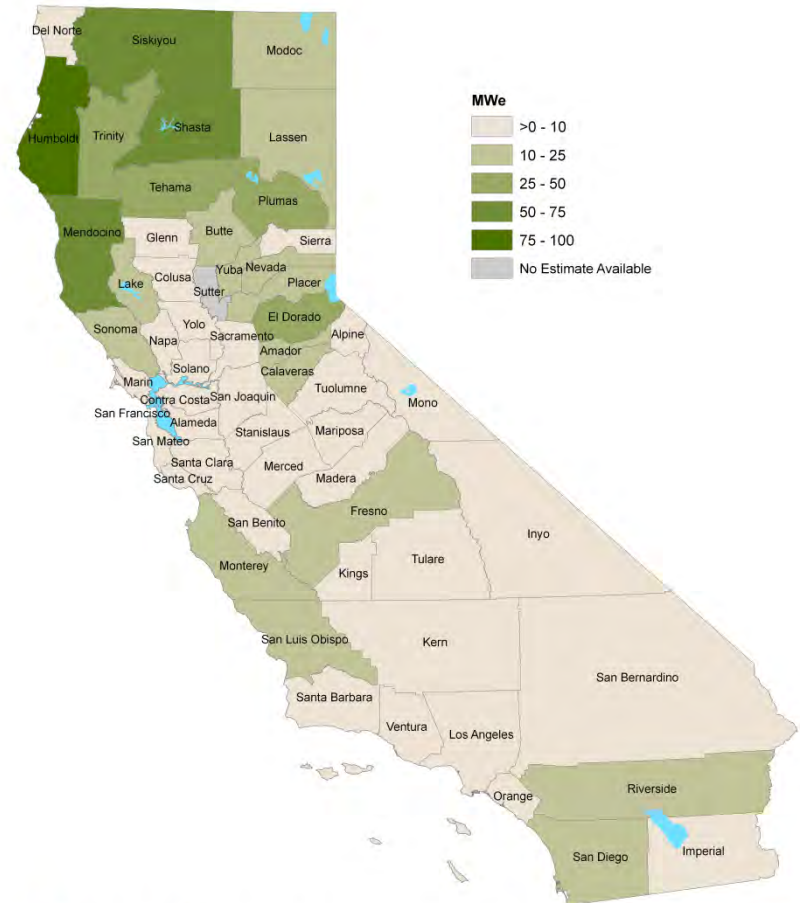 Del Norte
Siskiyou
Modoc
Humboldt
Trinity
Shasta
Lassen
Tehama
Plumas
Mendocino
Glenn
Butte
Sierra
Colusa
Yuba
Nevada
Lake
Sutter
Placer
Sonoma
Napa
Yolo
Sacramento
El Dorado
Alpine
Amador
Solano
Calaveras
Marin
Contra Costa
San Joaquin
Tuolumne
Mono
San Francisco
Alameda
Stanislaus
Mariposa
San Mateo
Santa Clara
Merced
Santa Cruz
Madera
San Benito
Fresno
Inyo
Monterey
Kings
Tulare
San Luis Obispo
Kern
San Bernardino
Santa Barbara
Ventura
Los Angeles
Orange
Riverside
San Diego
Imperial
MWe
>0 - 10
10 - 25
25 - 50
50 - 75
75 - 100
No Estimate Available